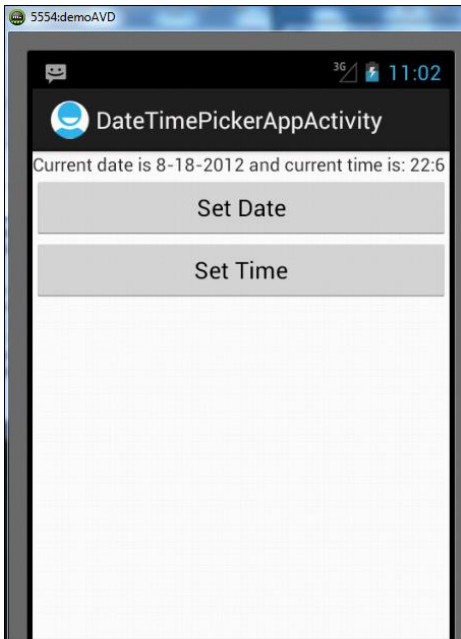 5554:demoAVD
3G 11:02
DateTimePickerAppActivity
Current date is 8-18-2012 and current time is: 22:6
Set Date
Set Time